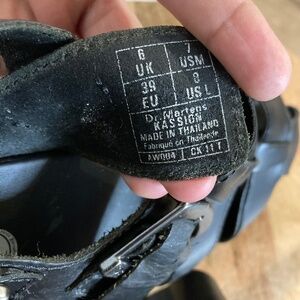 6 7
UK USM
39 8
EU US L
Dr.Martens
KASSION
MADE IN THAILAND
Fabriqué en Thaïlande
AW004 CK 11 T